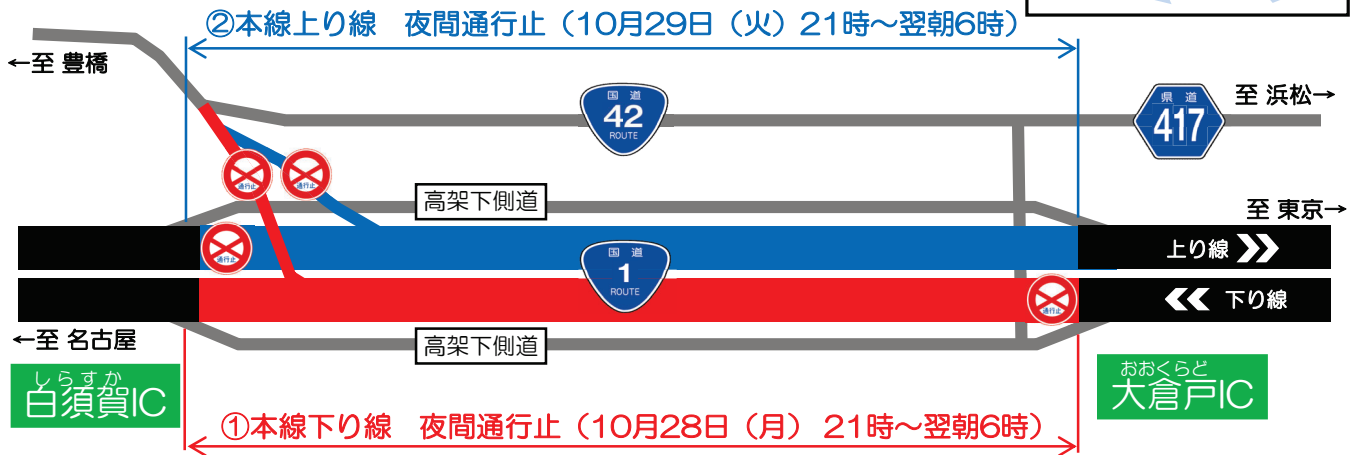 ②本線上り線　夜間通行止（10月29日（火）21時～翌朝6時）
←至 豊橋
国道
42
ROUTE
県道
417
至 浜松→
通行止
通行止
高架下側道
至 東京→
通行止
上り線
国道
1
ROUTE
通行止
下り線
←至 名古屋
高架下側道
しらすか
白須賀IC
おおくらど
大倉戸IC
①本線下り線　夜間通行止（10月28日（月） 21時～翌朝6時）